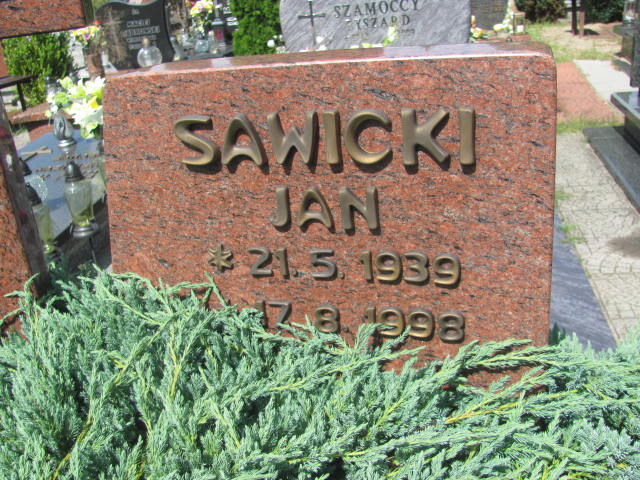 SZAMOCCY
SAWICKI
JAN
* 21.5.1939
17.8.1998